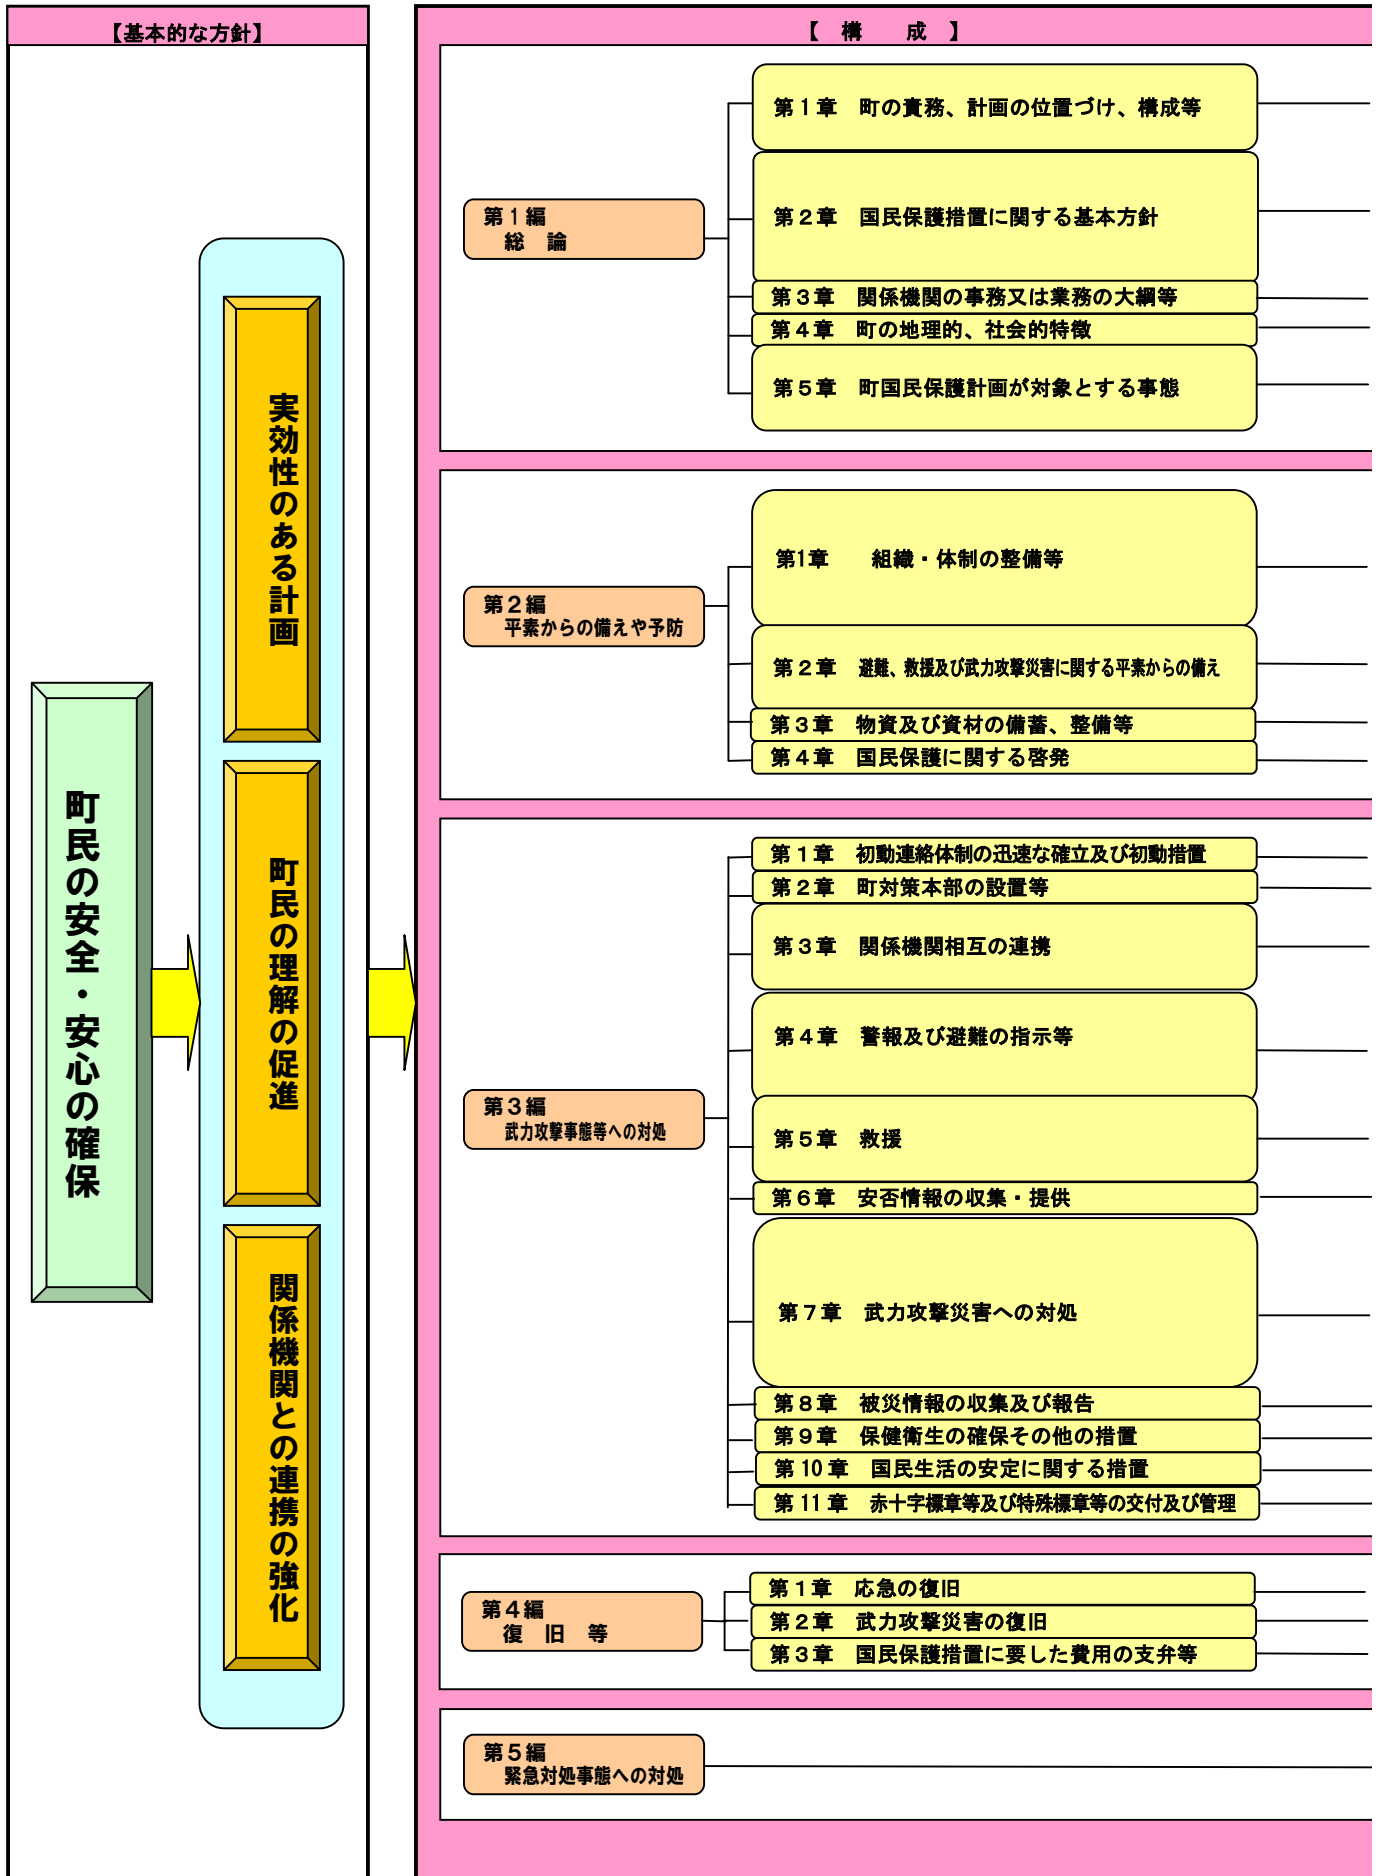 【基本的な方針】
町民の安全・安心の確保
実効性のある計画
町民の理解の促進
関係機関との連携の強化
【　構　　成　】
第１編
総　論
第１章　町の責務、計画の位置づけ、構成等
第２章　国民保護措置に関する基本方針
第３章　関係機関の事務又は業務の大綱等
第４章　町の地理的、社会的特徴
第５章　町国民保護計画が対象とする事態
第２編
平素からの備えや予防
第1章　　組織・体制の整備等
第２章　避難、救援及び武力攻撃災害に関する平素からの備え
第３章　物資及び資材の備蓄、整備等
第４章　国民保護に関する啓発
第３編
武力攻撃事態等への対処
第１章　初動連絡体制の迅速な確立及び初動措置
第２章　町対策本部の設置等
第３章　関係機関相互の連携
第４章　警報及び避難の指示等
第５章　救援
第６章　安否情報の収集・提供
第７章　武力攻撃災害への対処
第８章　被災情報の収集及び報告
第９章　保健衛生の確保その他の措置
第 10 章　国民生活の安定に関する措置
第 11 章　赤十字標章等及び特殊標章等の交付及び管理
第４編
復　旧　等
第１章　応急の復旧
第２章　武力攻撃災害の復旧
第３章　国民保護措置に要した費用の支弁等
第５編
緊急対処事態への対処